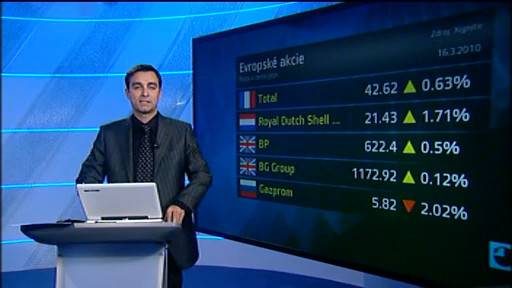 Zdroj: Kignete
Evropské akcie
16.3.2010
Total 42.62 0.63%
Royal Dutch Shell ... 21.43 1.71%
BP 622.4 0.5%
BG Group 1172.92 0.12%
Gazprom 5.82 2.02%